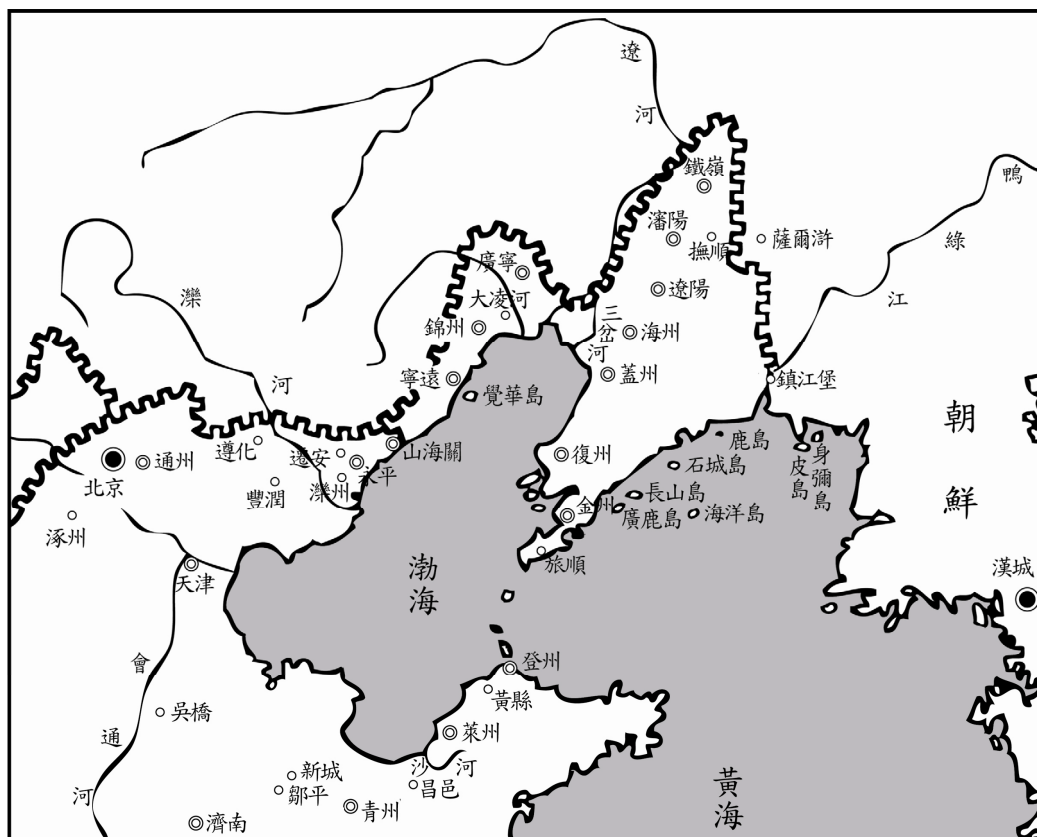 遼河
鐵嶺
鴨綠江
瀋陽
撫順
薩爾滸
廣寧
遼陽
大凌河
三岔河
海州
錦州
灤河
蓋州
鎮江堡
寧遠
覺華島
朝鮮
遵化
遷安
山海關
鹿島
身彌島
通州
永平
復州
石城島
皮島
北京
豐潤
灤州
長山島
金州
廣鹿島
海洋島
涿州
旅順
渤海
漢城
天津
會通河
登州
黃縣
吳橋
萊州
沙河
新城
昌邑
鄒平
青州
黃海
濟南